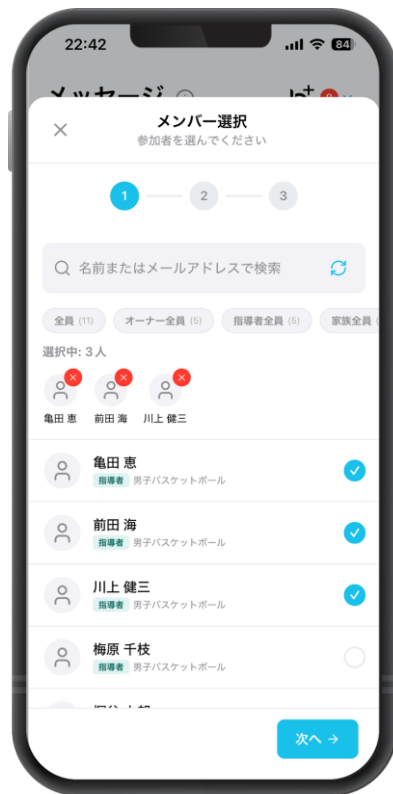 22:42
84
メッセージ
8
メンバー選択
参加者を選んでください
1
2
3
名前またはメールアドレスで検索
全員 (11)
オーナー全員 (5)
指導者全員 (5)
家族全員
選択中: 3人
亀田 恵
前田 海
川上 健三
亀田 恵
指導者 男子バスケットボール
前田 海
指導者 男子バスケットボール
川上 健三
指導者 男子バスケットボール
梅原 千枝
指導者 男子バスケットボール
次へ →